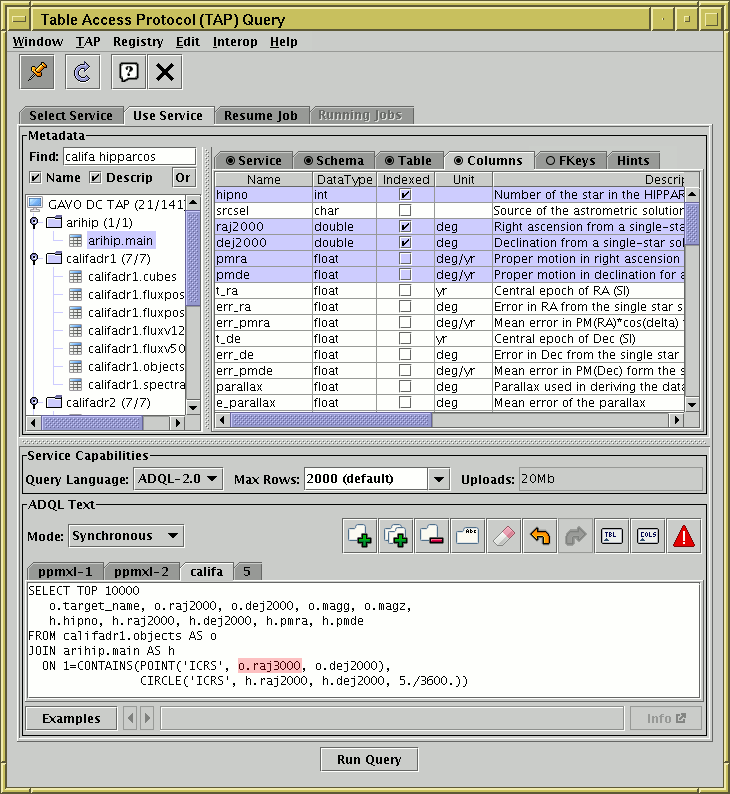 Table Access Protocol (TAP) Query
Window TAP Registry Edit Interop Help
Select Service Use Service Resume Job Running Jobs
Metadata
Find: califa hipparcos
Name Descrip Or
GAVO DC TAP (21/141)
arihip (1/1)
arihip.main
califadr1 (7/7)
califadr1.cubes
califadr1.fluxpos
califadr1.fluxpos
califadr1.fluxv12
califadr1.fluxv50
califadr1.objects
califadr1.spectra
califadr2 (7/7)
Service Schema Table Columns FKeys Hints
Name DataType Indexed Unit Descrip
hipno int Number of the star in the HIPPAR
srcsel char Source of the astrometric solution
raj2000 double deg Right ascension from a single-sta
dej2000 double deg Declination from a single-star sol
pmra float deg/yr Proper motion in right ascension
pmde float deg/yr Proper motion in declination for a
t_ra float yr Central epoch of RA (SI)
err_ra float deg Error in RA from the single star s
err_pmra float deg/yr Mean error in PM(RA)*cos(delta)
t_de float yr Central epoch of Dec (SI)
err_de float deg Error in Dec from the single star
err_pmde float deg/yr Mean error in PM(Dec) form the s
parallax float deg Parallax used in deriving the data
e_parallax float deg Mean error of the parallax
Service Capabilities
Query Language: ADQL-2.0 Max Rows: 2000 (default) Uploads: 20Mb
ADQL Text
Mode: Synchronous Abc TBL COLS
ppmxl-1 ppmxl-2 califa 5
SELECT TOP 10000
o.target_name, o.raj2000, o.dej2000, o.magg, o.magz,
h.hipno, h.raj2000, h.dej2000, h.pmra, h.pmde
FROM califadr1.objects AS o
JOIN arihip.main AS h
ON 1=CONTAINS(POINT('ICRS', o.raj3000, o.dej2000),
CIRCLE('ICRS', h.raj2000, h.dej2000, 5./3600.))
Examples Info
Run Query